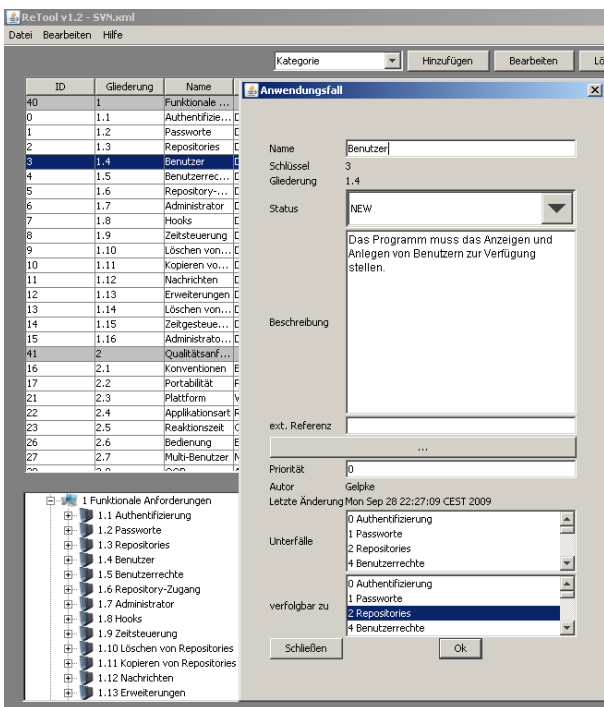 ReTool v1.2 - SVN.xml
Datei Bearbeiten Hilfe
Kategorie Hinzufügen Bearbeiten Lö
ID Gliederung Name
40 1 Funktionale ...
0 1.1 Authentifizie... D
1 1.2 Passworte D
2 1.3 Repositories D
3 1.4 Benutzer D
4 1.5 Benutzerrec... D
5 1.6 Repository-... D
6 1.7 Administrator D
7 1.8 Hooks D
8 1.9 Zeitsteuerung D
9 1.10 Löschen von... D
10 1.11 Kopieren vo... D
11 1.12 Nachrichten D
12 1.13 Erweiterungen D
13 1.14 Löschen von... D
14 1.15 Zeitgesteue... D
15 1.16 Administrato... D
41 2 Qualitätsanf...
16 2.1 Konventionen E
17 2.2 Portabilität F
21 2.3 Plattform
22 2.4 Applikationsart R
23 2.5 Reaktionszeit
26 2.6 Bedienung E
27 2.7 Multi-Benutzer
1 Funktionale Anforderungen
1.1 Authentifizierung
1.2 Passworte
1.3 Repositories
1.4 Benutzer
1.5 Benutzerrechte
1.6 Repository-Zugang
1.7 Administrator
1.8 Hooks
1.9 Zeitsteuerung
1.10 Löschen von Repositories
1.11 Kopieren von Repositories
1.12 Nachrichten
1.13 Erweiterungen
Anwendungsfall
Name Benutzer
Schlüssel 3
Gliederung 1.4
Status NEW
Beschreibung
Das Programm muss das Anzeigen und
Anlegen von Benutzern zur Verfügung
stellen.
ext. Referenz
...
Priorität 0
Autor Gelpke
Letzte Änderung Mon Sep 28 22:27:09 CEST 2009
Unterfälle
0 Authentifizierung
1 Passworte
2 Repositories
4 Benutzerrechte
verfolgbar zu
0 Authentifizierung
1 Passworte
2 Repositories
4 Benutzerrechte
Schließen Ok